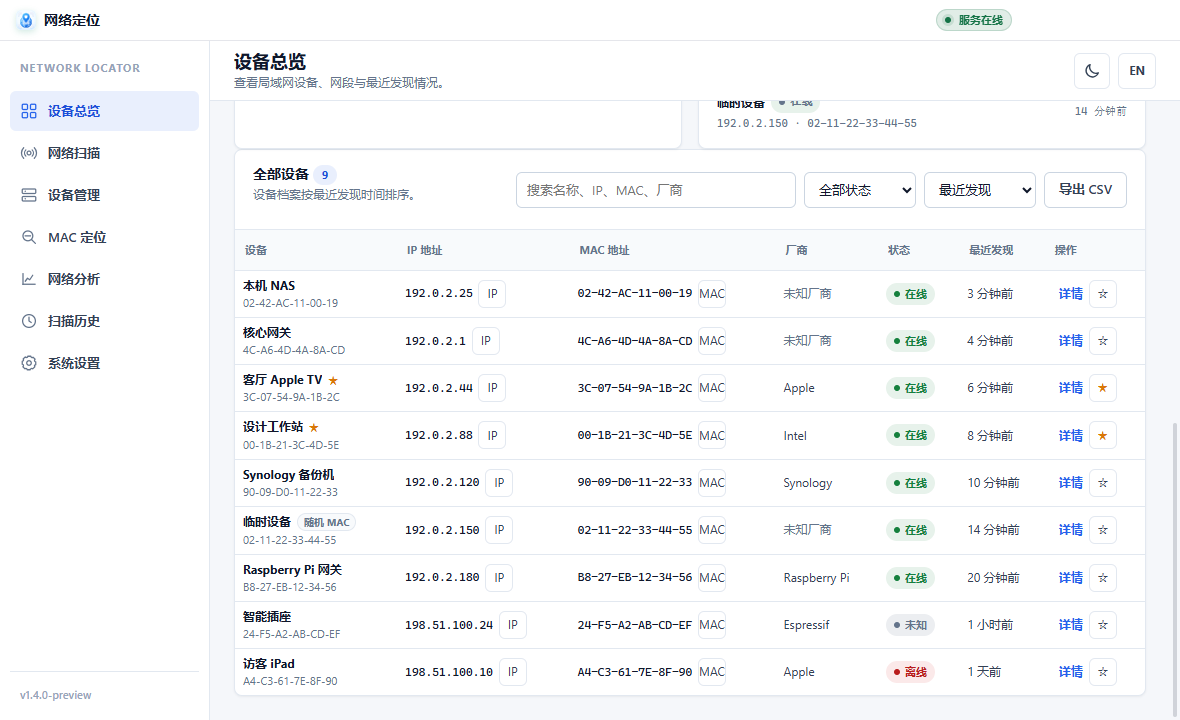 网络定位
服务在线
NETWORK LOCATOR
设备总览
网络扫描
设备管理
MAC 定位
网络分析
扫描历史
系统设置
v1.4.0-preview
设备总览
查看局域网设备、网段与最近发现情况。
EN
临时设备 在线
192.0.2.150 · 02-11-22-33-44-55
14 分钟前
全部设备 9
设备档案按最近发现时间排序。
搜索名称、IP、MAC、厂商
全部状态
最近发现
导出 CSV
设备 IP 地址 MAC 地址 厂商 状态 最近发现 操作
本机 NAS
02-42-AC-11-00-19
192.0.2.25 IP 02-42-AC-11-00-19 MAC 未知厂商 在线 3 分钟前 详情 ☆
核心网关
4C-A6-4D-4A-8A-CD
192.0.2.1 IP 4C-A6-4D-4A-8A-CD MAC 未知厂商 在线 4 分钟前 详情 ☆
客厅 Apple TV ★
3C-07-54-9A-1B-2C
192.0.2.44 IP 3C-07-54-9A-1B-2C MAC Apple 在线 6 分钟前 详情 ★
设计工作站 ★
00-1B-21-3C-4D-5E
192.0.2.88 IP 00-1B-21-3C-4D-5E MAC Intel 在线 8 分钟前 详情 ★
Synology 备份机
90-09-D0-11-22-33
192.0.2.120 IP 90-09-D0-11-22-33 MAC Synology 在线 10 分钟前 详情 ☆
临时设备 随机 MAC
02-11-22-33-44-55
192.0.2.150 IP 02-11-22-33-44-55 MAC 未知厂商 在线 14 分钟前 详情 ☆
Raspberry Pi 网关
B8-27-EB-12-34-56
192.0.2.180 IP B8-27-EB-12-34-56 MAC Raspberry Pi 在线 20 分钟前 详情 ☆
智能插座
24-F5-A2-AB-CD-EF
198.51.100.24 IP 24-F5-A2-AB-CD-EF MAC Espressif 未知 1 小时前 详情 ☆
访客 iPad
A4-C3-61-7E-8F-90
198.51.100.10 IP A4-C3-61-7E-8F-90 MAC Apple 离线 1 天前 详情 ☆